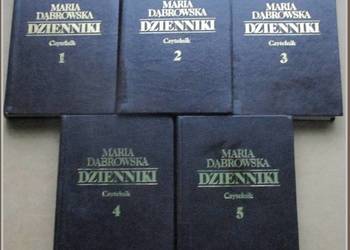 MARIA
DĄBROWSKA
DZIENNIKI
Czytelnik
1
MARIA
DĄBROWSKA
DZIENNIKI
Czytelnik
2
MARIA
DĄBROWSKA
DZIENNIKI
Czytelnik
3
MARIA
DĄBROWSKA
DZIENNIKI
Czytelnik
4
MARIA
DĄBROWSKA
DZIENNIKI
Czytelnik
5